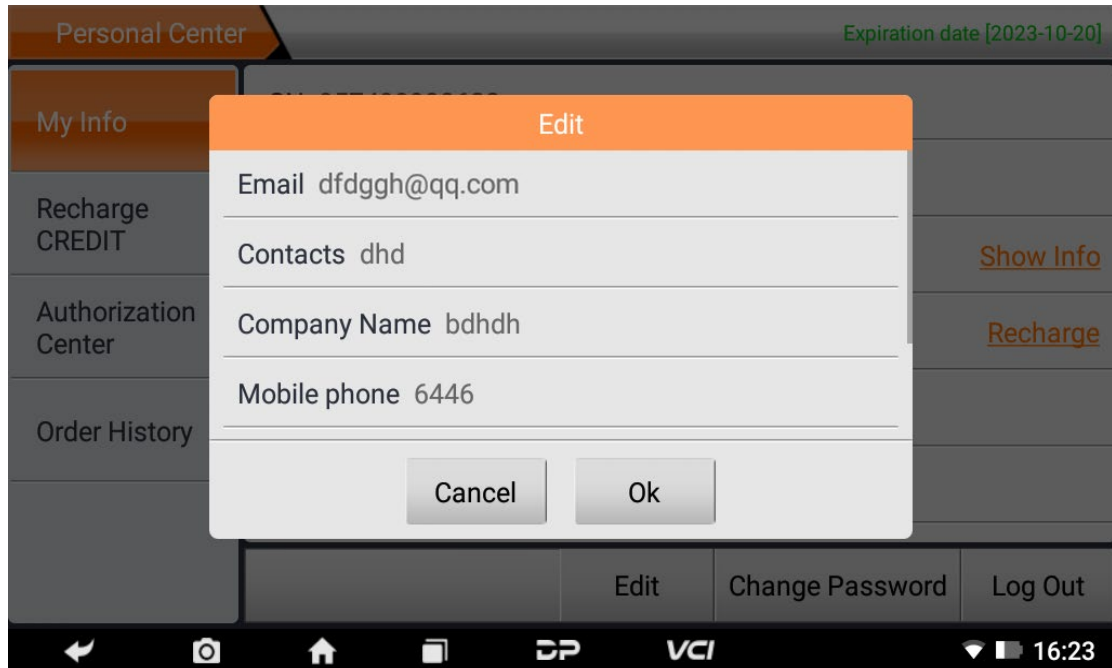 Personal Center
Expiration date [2023-10-20]
My Info
Edit
Email dfdggh@qq.com
Contacts dhd
Company Name bdhdh
Mobile phone 6446
Recharge
CREDIT
Authorization
Center
Order History
Show Info
Recharge
Cancel
Ok
Edit
Change Password
Log Out
DP
VCI
16:23